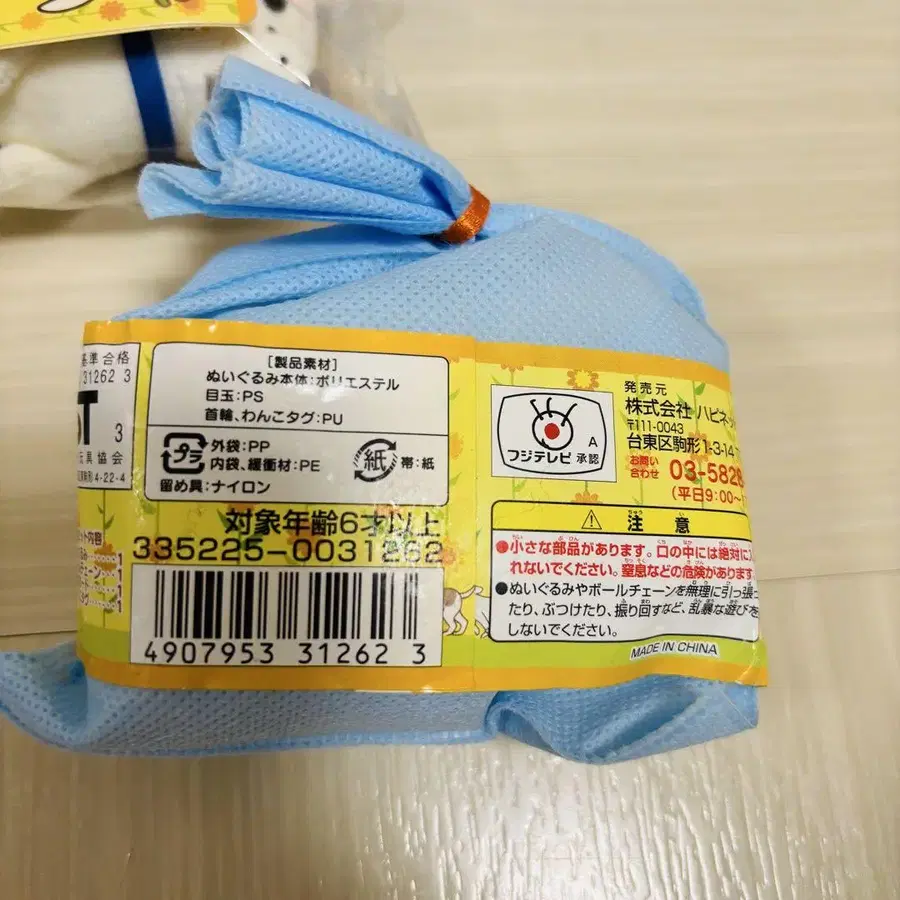 基準合格
31262 3
ST 3
玩具協会
4-22-4
ット内容
[製品素材]
ぬいぐるみ本体:ポリエステル
目玉:PS
首輪、わんこタグ:PU
プラ
外袋:PP
内袋、緩衝材:PE
紙
帯:紙
留め具:ナイロン
対象年齢6才以上
335225-0031262
4907953 31262 3
フジテレビ
A
承認
発売元
株式会社 ハピネッ
〒111-0043
台東区駒形1-3-14
お問い
合わせ
03-5828
(平日9:00〜
注意
●小さな部品があります。口の中には絶対に入
れないでください。窒息などの危険があります
●ぬいぐるみやボールチェーンを無理に引っ張っ
たり、ぶつけたり、振り回すなど、乱暴な遊びを
しないでください。
MADE IN CHINA